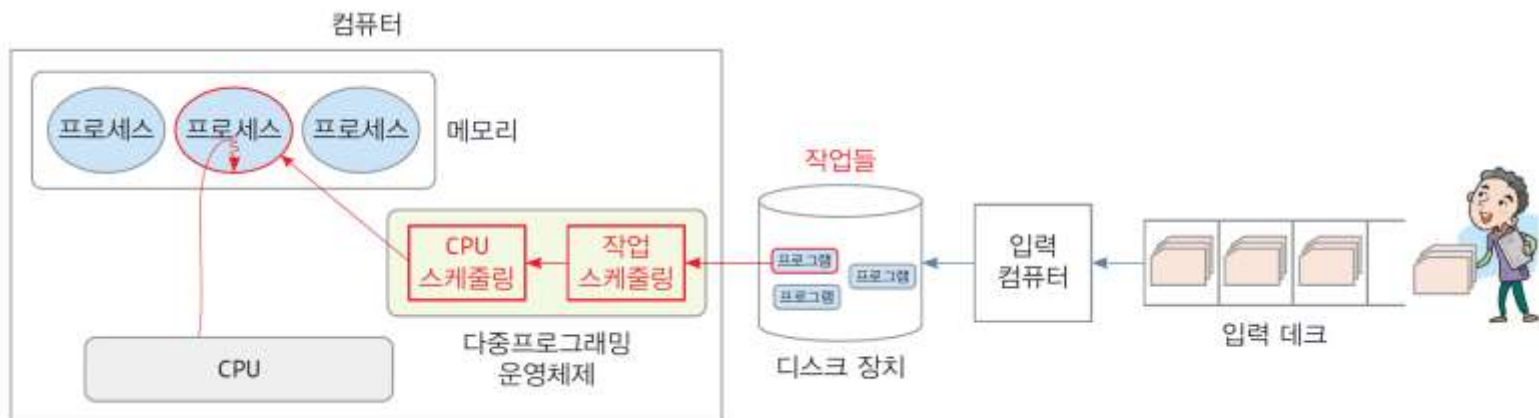 컴퓨터
프로세스
프로세스
프로세스
메모리
CPU
스케줄링
작업
스케줄링
다중프로그래밍
운영체제
CPU
작업들
프로그램
프로그램
프로그램
디스크 장치
입력
컴퓨터
입력 데크